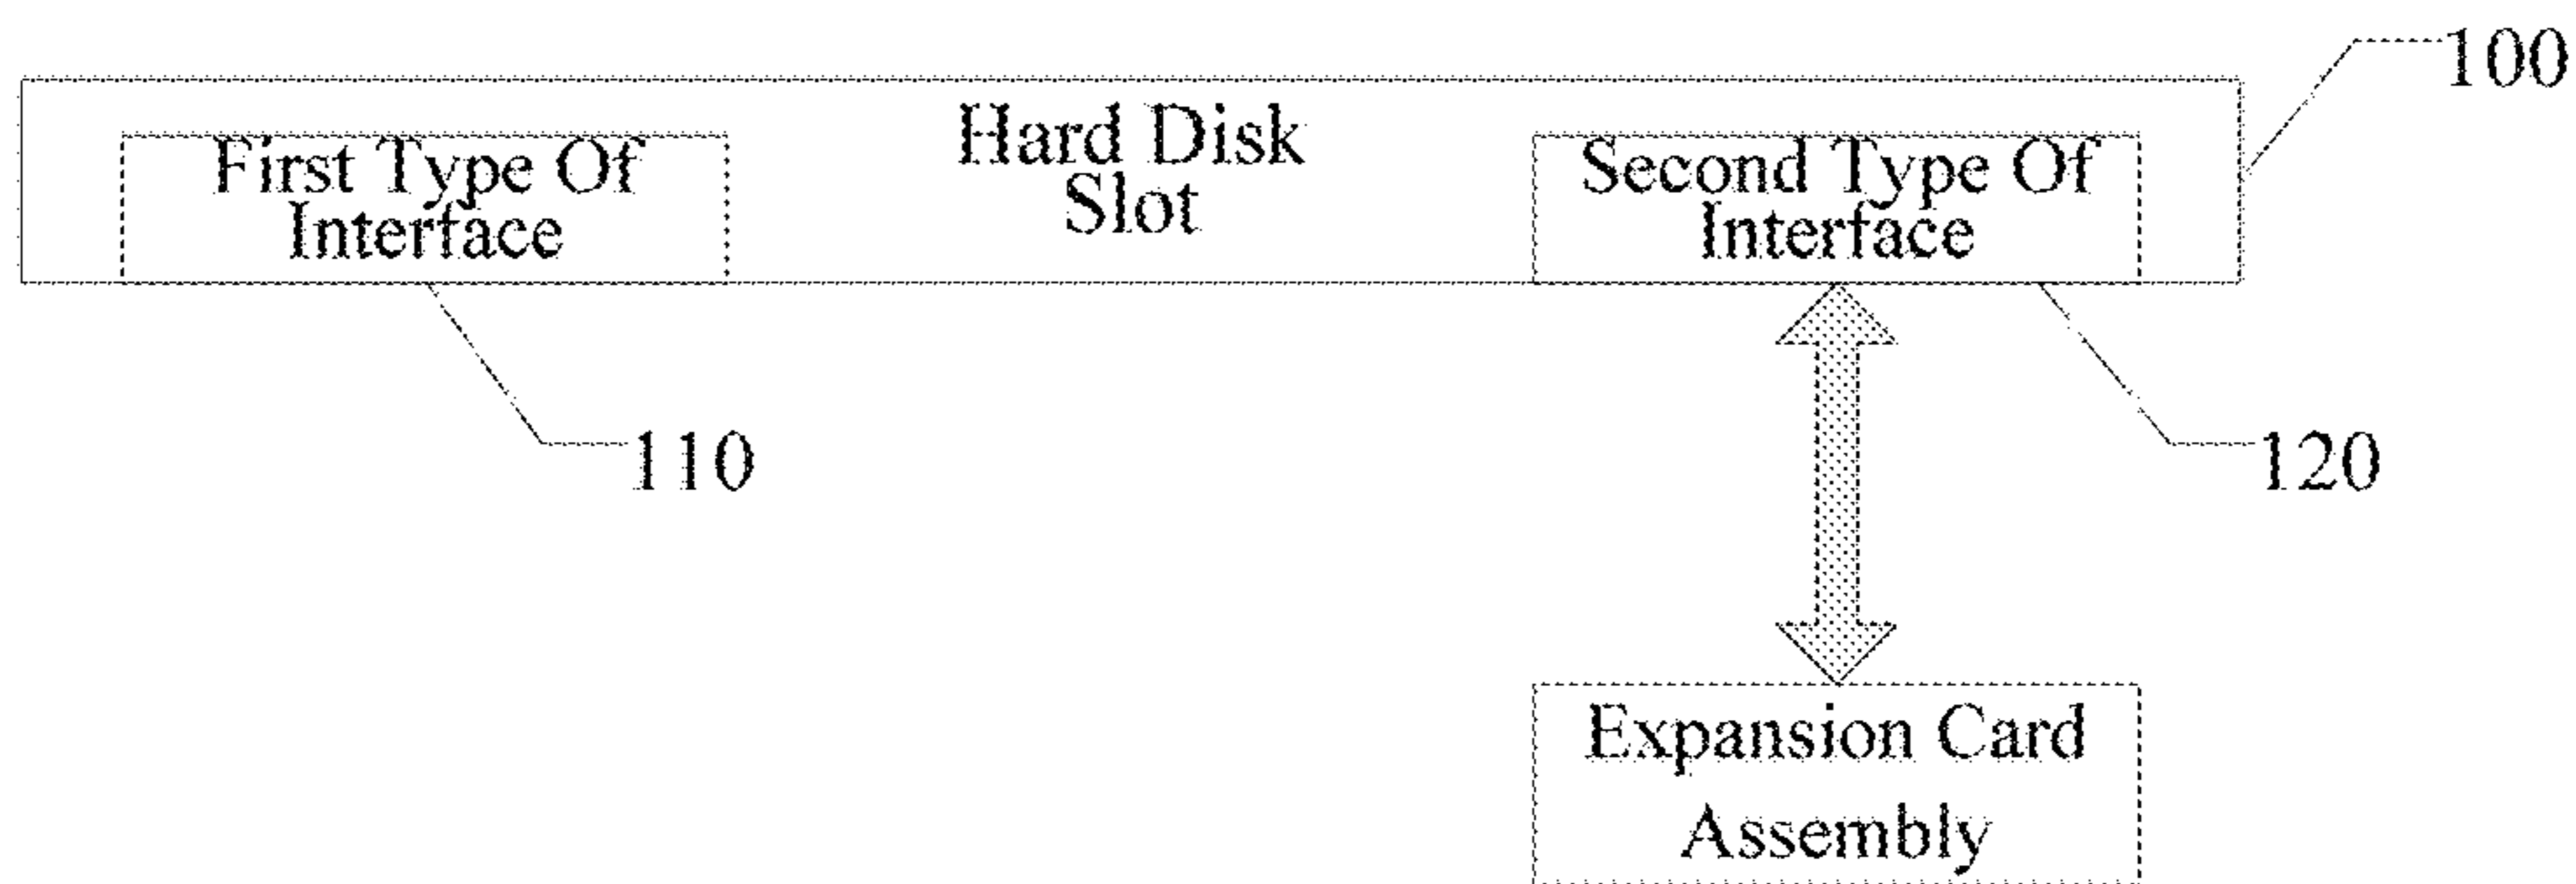 100
Hard Disk
Slot
First Type Of
Interface
Second Type Of
Interface
110
120
Expansion Card
Assembly